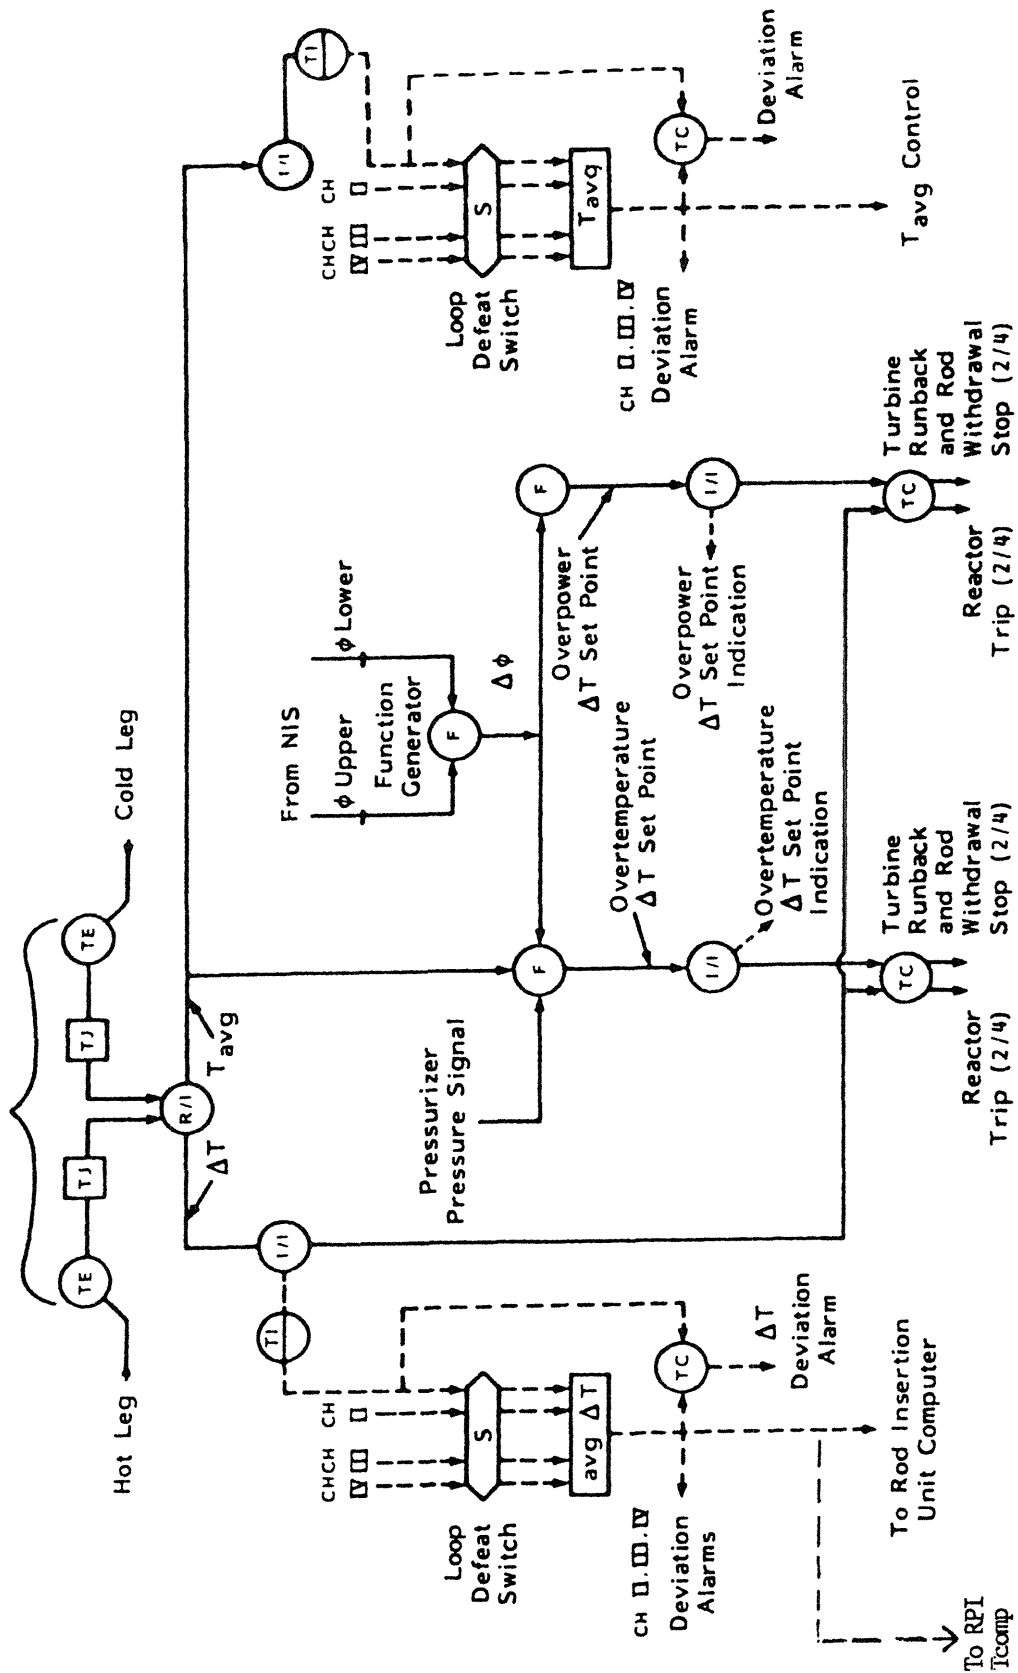 Hot Leg
Cold Leg
TE
TJ
TJ
TE
R/I
ΔT
Tavg
I/I
TI
I/I
TI
From NIS
ϕ Upper
ϕ Lower
Function
Generator
F
Δϕ
Pressurizer
Pressure Signal
F
F
Overtemperature
ΔT Set Point
Overpower
ΔT Set Point
I/I
I/I
Overtemperature
ΔT Set Point
Indication
Overpower
ΔT Set Point
Indication
TC
TC
Reactor
Trip (2/4)
Turbine
Runback
and Rod
Withdrawal
Stop (2/4)
Reactor
Trip (2/4)
Turbine
Runback
and Rod
Withdrawal
Stop (2/4)
CHCH CH
IV III II
Loop
Defeat
Switch
S
avg ΔT
TC
CH II.III.IV
Deviation
Alarms
ΔT
Deviation
Alarm
To Rod Insertion
Unit Computer
To RPI
Tcomp
CHCH CH
IV III II
Loop
Defeat
Switch
S
Tavg
TC
CH II.III.IV
Deviation
Alarm
Deviation
Alarm
Tavg Control